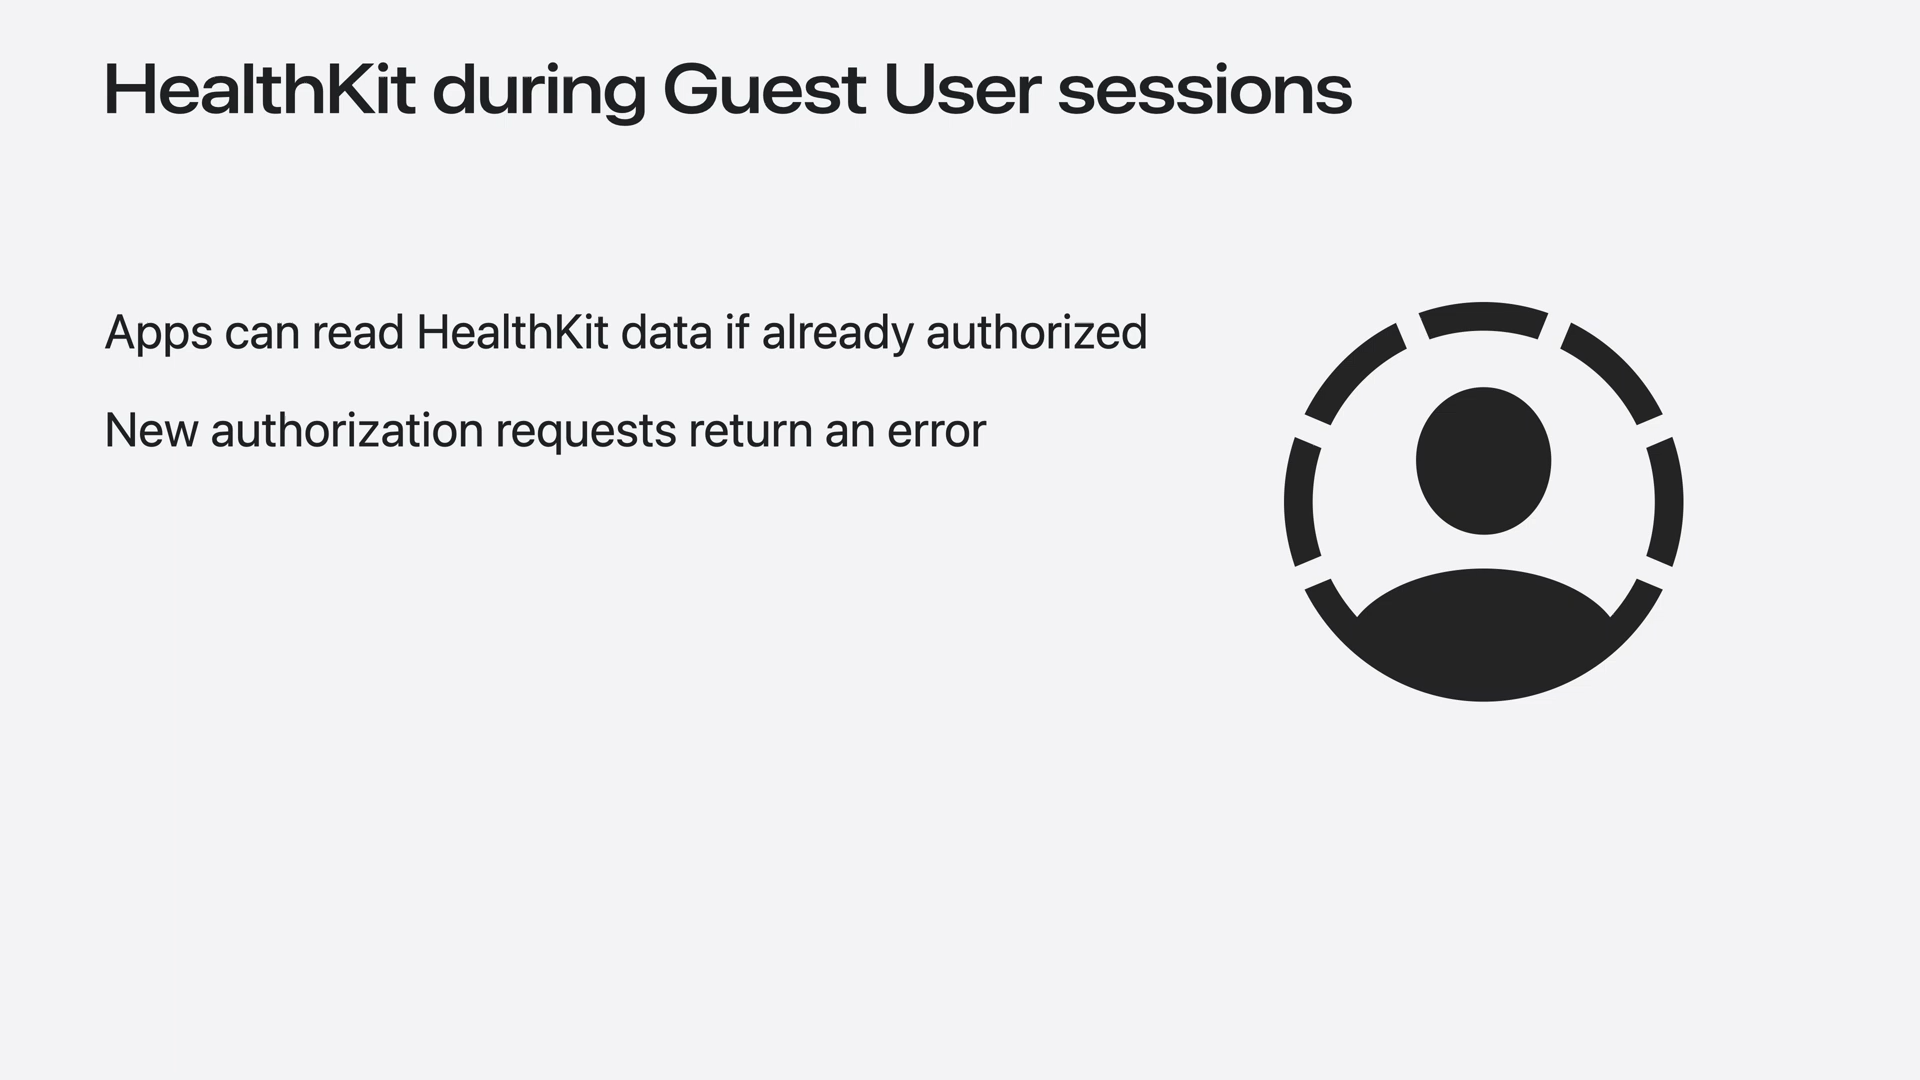 HealthKit during Guest User sessions
Apps can read HealthKit data if already authorized
New authorization requests return an error